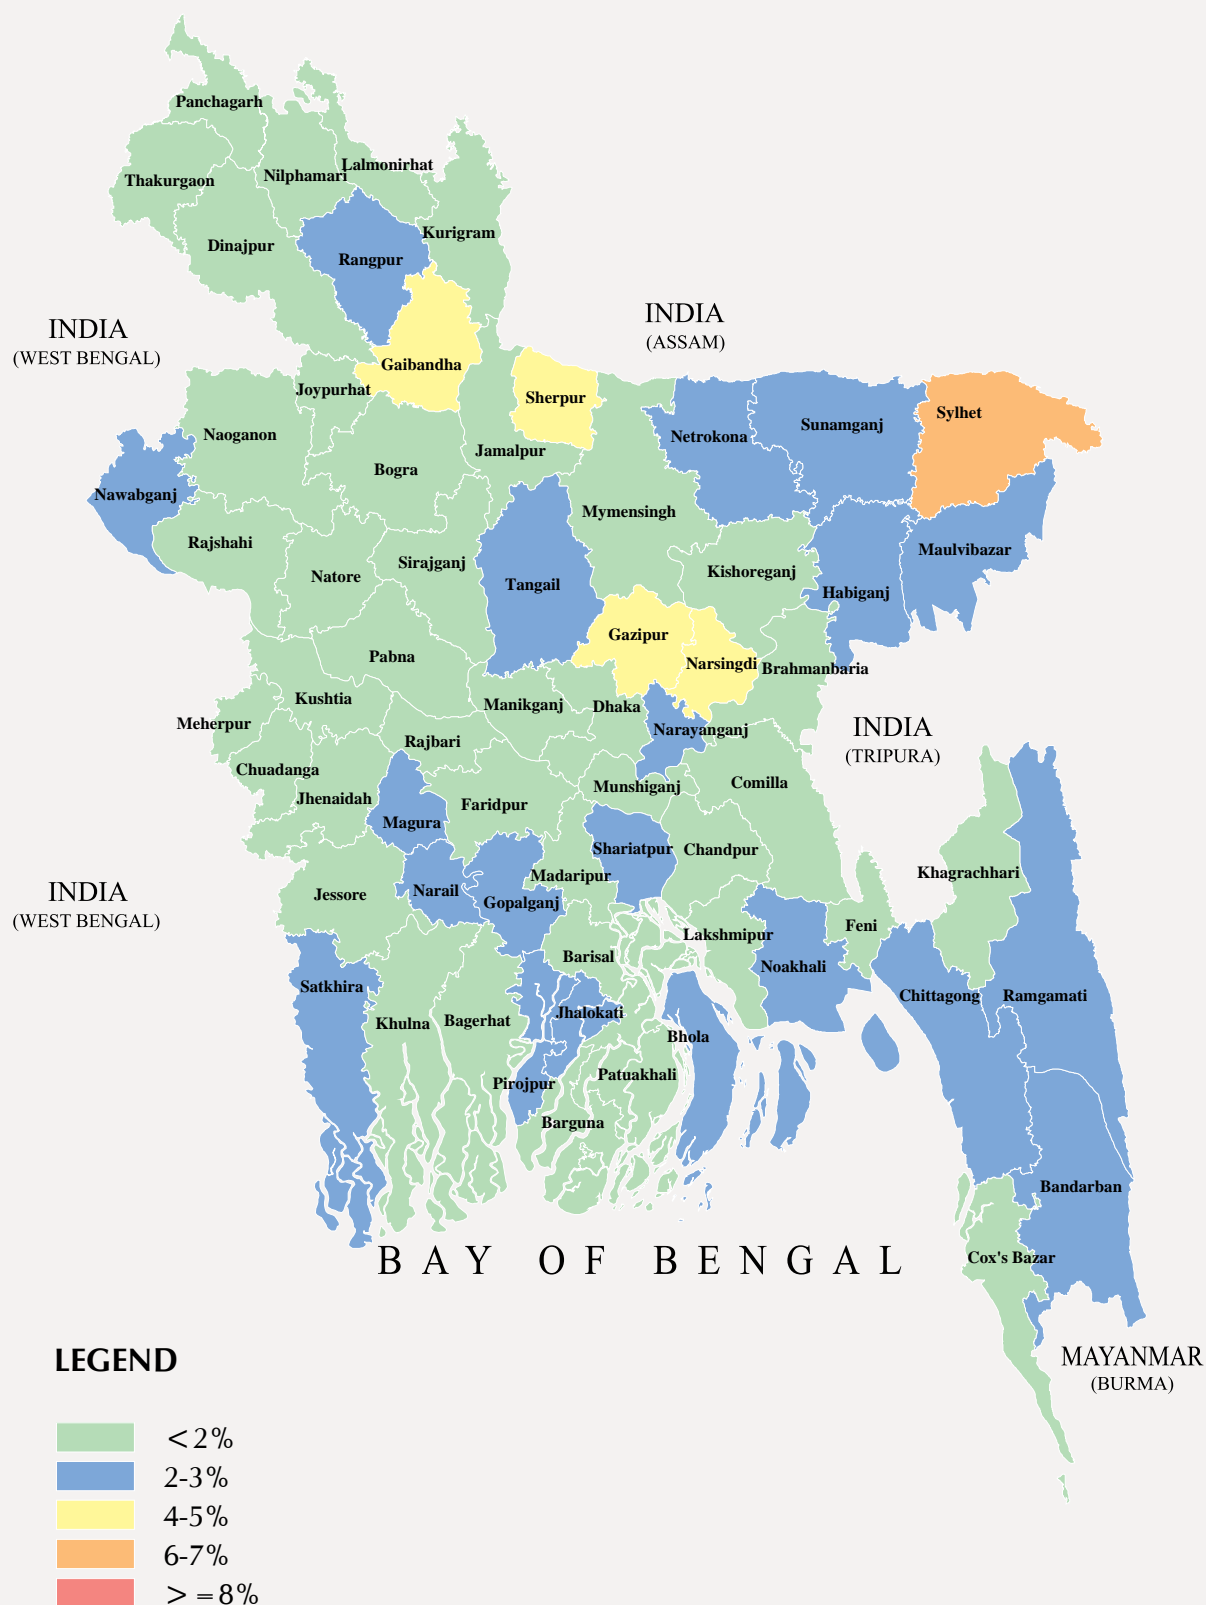 Panchagarh
Lalmonirhat
Nilphamari
Thakurgaon
Kurigram
Dinajpur
Rangpur
INDIA
(ASSAM)
INDIA
(WEST BENGAL)
Gaibandha
Joypurhat
Sherpur
Sylhet
Sunamganj
Naoganon
Netrokona
Jamalpur
Bogra
Nawabganj
Mymensingh
Rajshahi
Maulvibazar
Sirajganj
Kishoreganj
Natore
Tangail
Habiganj
Gazipur
Pabna
Narsingdi
Brahmanbaria
Kushtia
Manikganj
Dhaka
Meherpur
Narayanganj
INDIA
(TRIPURA)
Rajbari
Chuadanga
Comilla
Munshiganj
Jhenaidah
Faridpur
Magura
Shariatpur
Chandpur
Khagrachhari
Madaripur
INDIA
(WEST BENGAL)
Jessore
Narail
Gopalganj
Feni
Lakshmipur
Barisal
Noakhali
Satkhira
Chittagong
Ramgamati
Jhalokati
Khulna
Bagerhat
Bhola
Patuakhali
Pirojpur
Barguna
Bandarban
Cox's Bazar
BAY OF BENGAL
MAYANMAR
(BURMA)
LEGEND
<2%
2-3%
4-5%
6-7%
>=8%